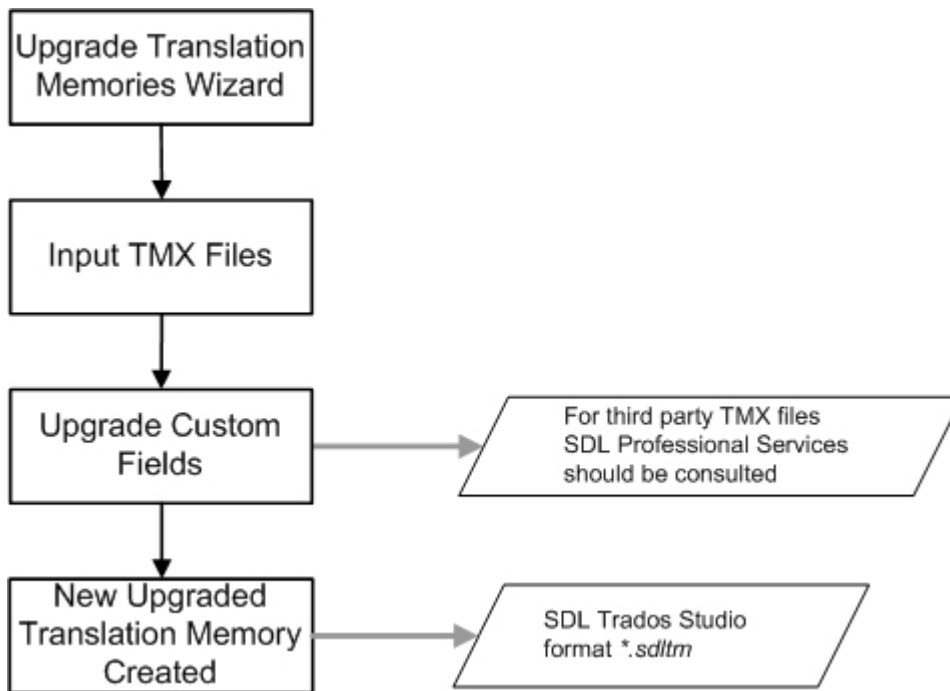 Upgrade Translation
Memories Wizard
Input TMX Files
Upgrade Custom
Fields
For third party TMX files
SDL Professional Services
should be consulted
New Upgraded
Translation Memory
Created
SDL Trados Studio
format *.sdltm